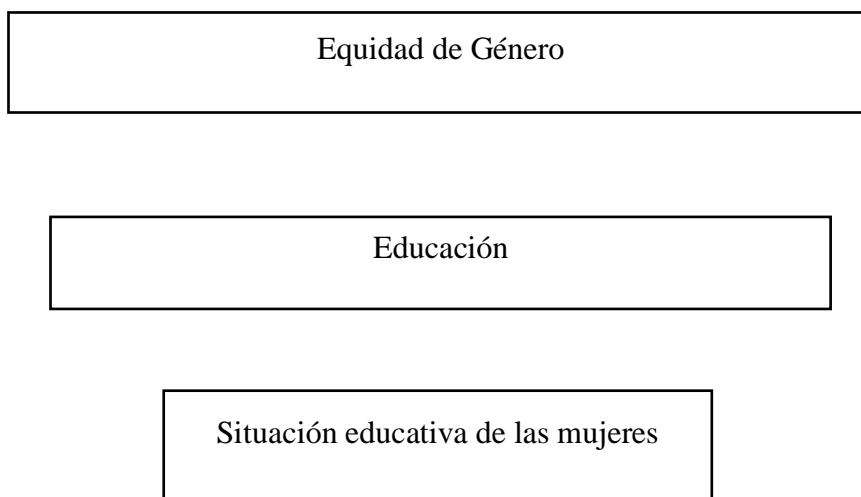 Equidad de Género
Educación
Situación educativa de las mujeres